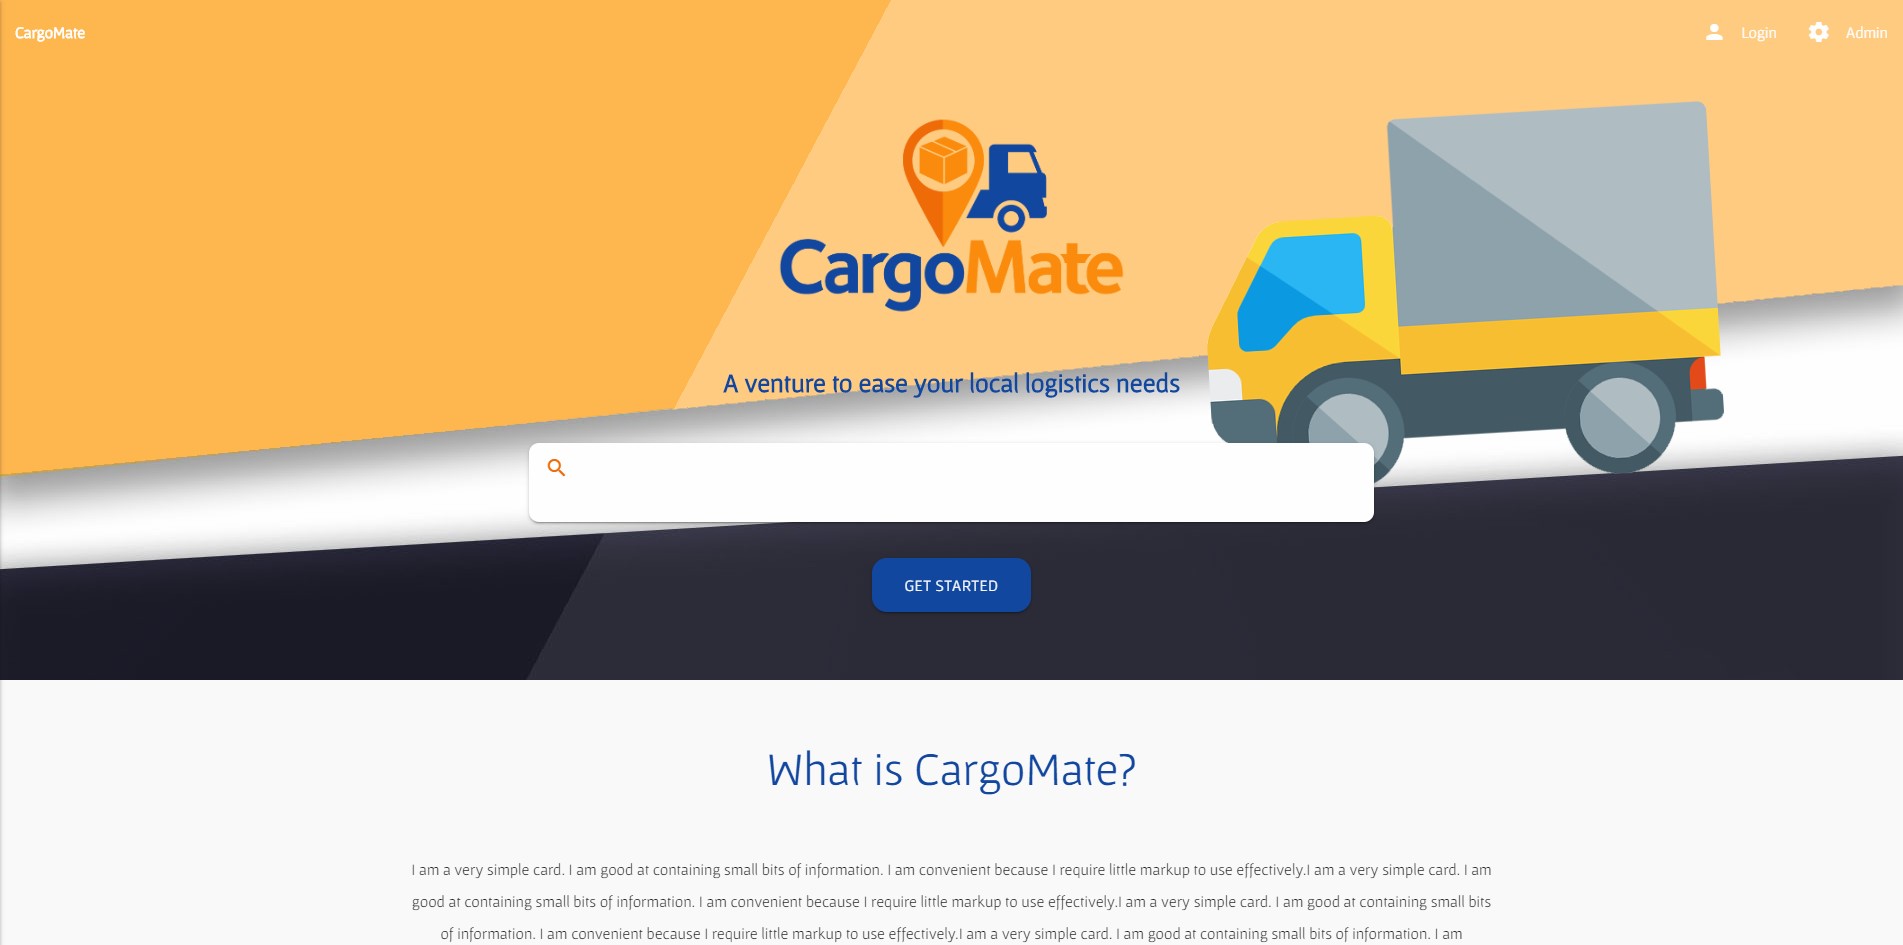 CargoMate
Login
Admin
CargoMate
A venture to ease your local logistics needs
GET STARTED
What is CargoMate?
I am a very simple card. I am good at containing small bits of information. I am convenient because I require little markup to use effectively.I am a very simple card. I am
good at containing small bits of information. I am convenient because I require little markup to use effectively.I am a very simple card. I am good at containing small bits
of information. I am convenient because I require little markup to use effectively.I am a very simple card. I am good at containing small bits of information. I am